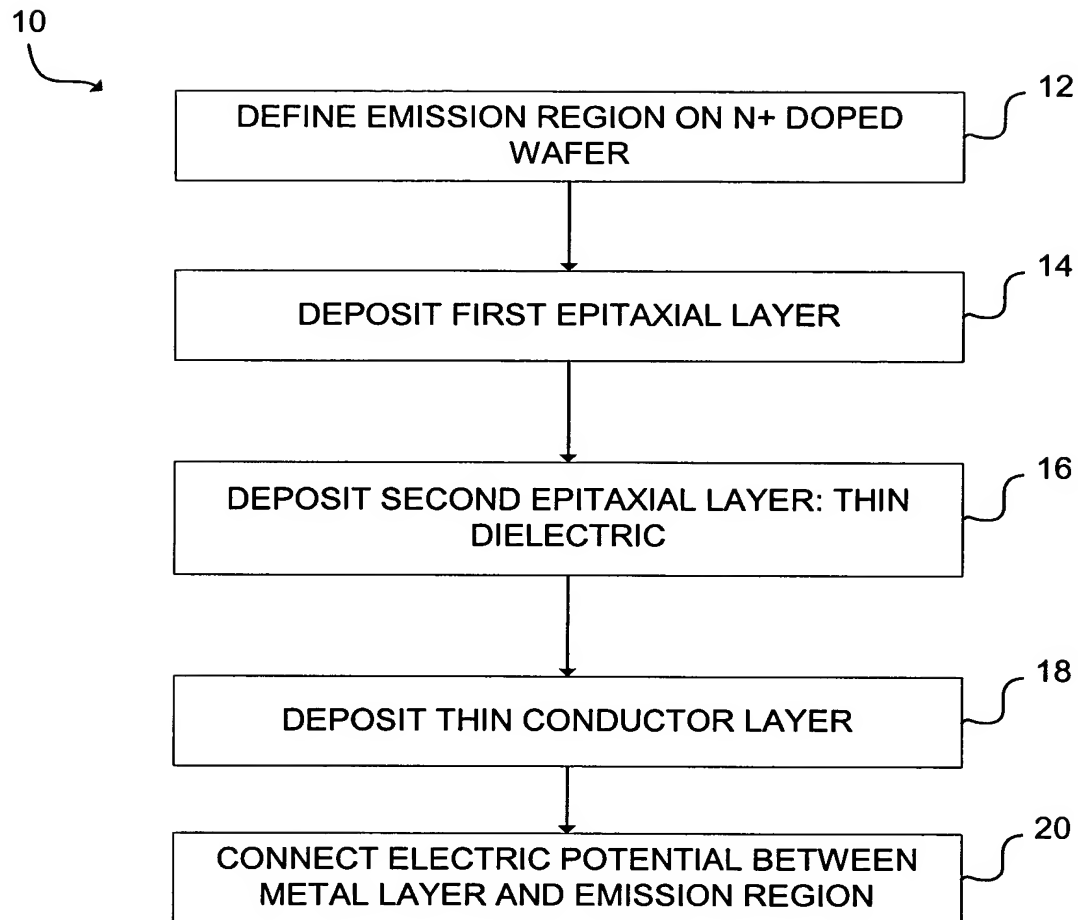 10
12
DEFINE EMISSION REGION ON N+ DOPED
WAFER
14
DEPOSIT FIRST EPITAXIAL LAYER
16
DEPOSIT SECOND EPITAXIAL LAYER: THIN
DIELECTRIC
18
DEPOSIT THIN CONDUCTOR LAYER
20
CONNECT ELECTRIC POTENTIAL BETWEEN
METAL LAYER AND EMISSION REGION